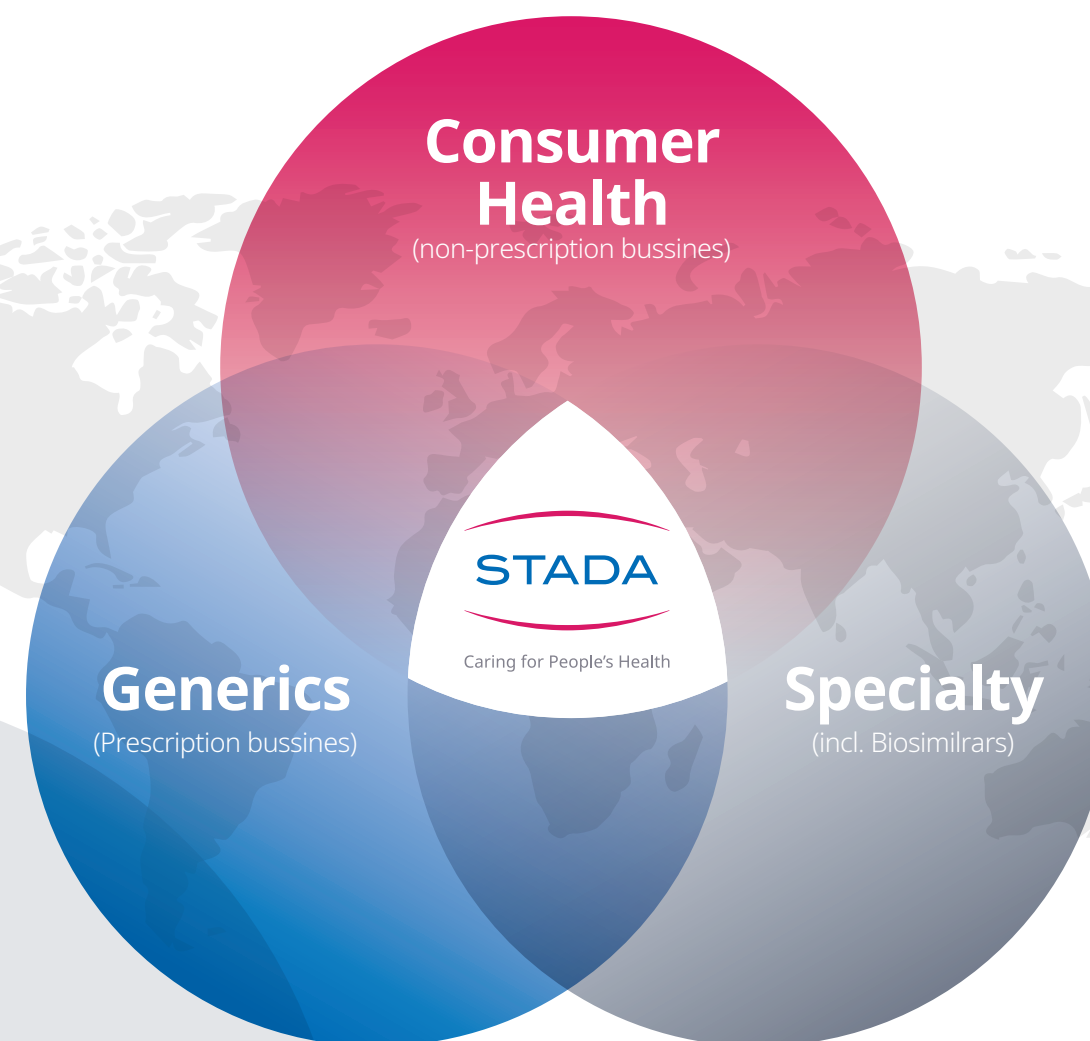 Consumer
Health
(non-prescription bussines)
STADA
Caring for People's Health
Generics
(Prescription bussines)
Specialty
(incl. Biosimilrars)